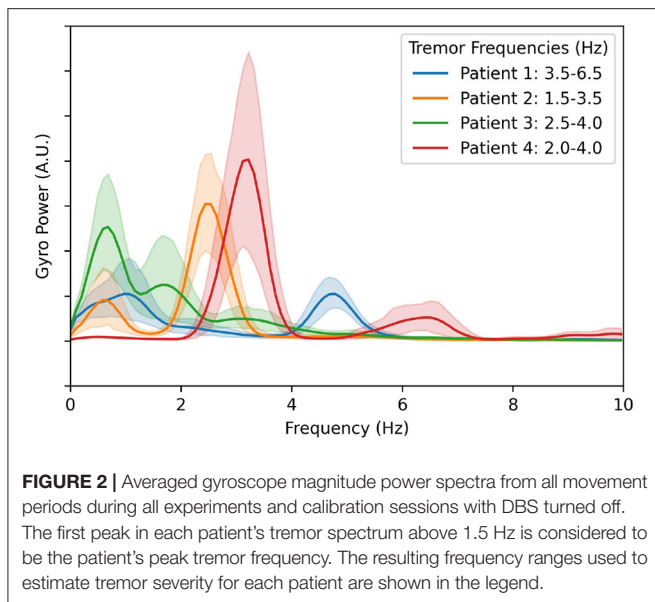 Tremor Frequencies (Hz)
Patient 1: 3.5-6.5
Patient 2: 1.5-3.5
Patient 3: 2.5-4.0
Patient 4: 2.0-4.0
Gyro Power (A.U.)
0 2 4 6 8 10
Frequency (Hz)
FIGURE 2 | Averaged gyroscope magnitude power spectra from all movement
periods during all experiments and calibration sessions with DBS turned off.
The first peak in each patient's tremor spectrum above 1.5 Hz is considered to
be the patient's peak tremor frequency. The resulting frequency ranges used to
estimate tremor severity for each patient are shown in the legend.